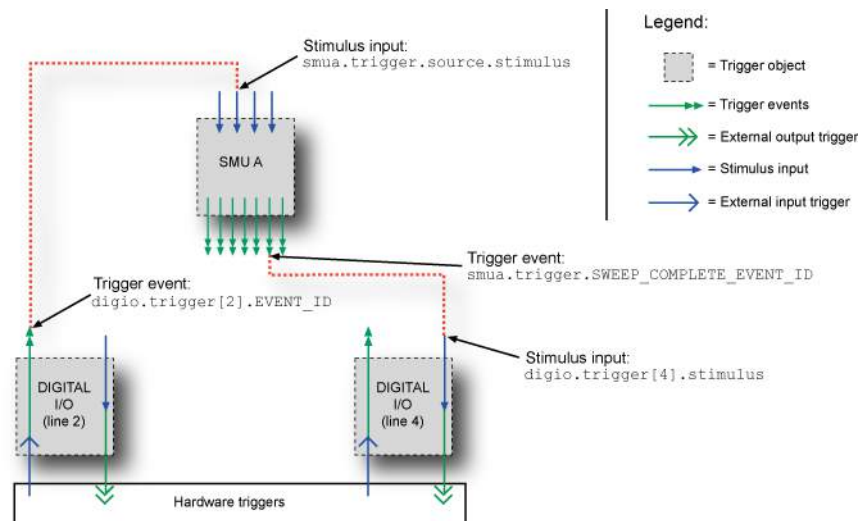 Stimulus input:
smua.trigger.source.stimulus
Legend:
= Trigger object
= Trigger events
= External output trigger
= Stimulus input
= External input trigger
SMU A
Trigger event:
smua.trigger.SWEEP_COMPLETE_EVENT_ID
Trigger event:
digio.trigger[2].EVENT_ID
Stimulus input:
digio.trigger[4].stimulus
DIGITAL
I/O
(line 2)
DIGITAL
I/O
(line 4)
Hardware triggers